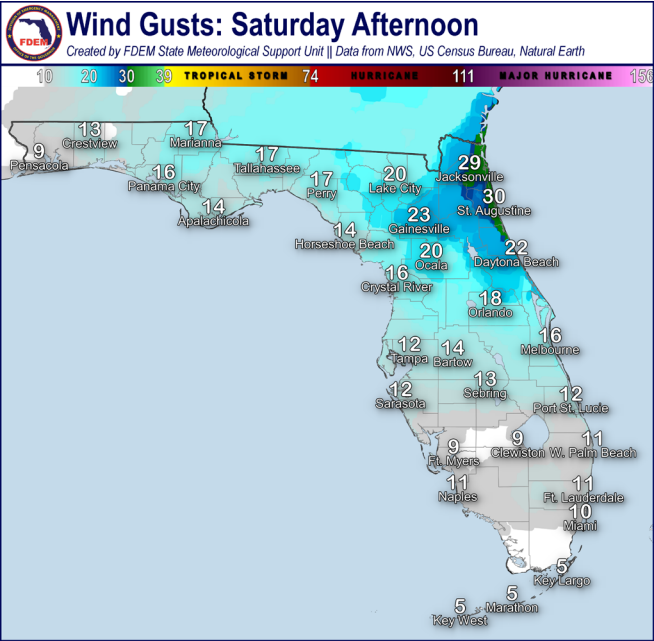 Wind Gusts: Saturday Afternoon
FDEM
Created by FDEM State Meteorological Support Unit || Data from NWS, US Census Bureau, Natural Earth
10 20 30 39 TROPICAL STORM 74 HURRICANE 111 MAJOR HURRICANE 156
9
Pensacola
13
Crestview
17
Marianna
16
Panama City
14
Apalachicola
17
Tallahassee
17
Perry
20
Lake City
29
Jacksonville
30
St. Augustine
23
Gainesville
14
Horseshoe Beach
20
Ocala
22
Daytona Beach
16
Crystal River
18
Orlando
16
Melbourne
12
Tampa
14
Bartow
13
Sebring
12
Sarasota
12
Port St. Lucie
9
Ft. Myers
9
Clewiston
11
W. Palm Beach
11
Naples
11
Ft. Lauderdale
10
Miami
5
Key Largo
5
Marathon
5
Key West